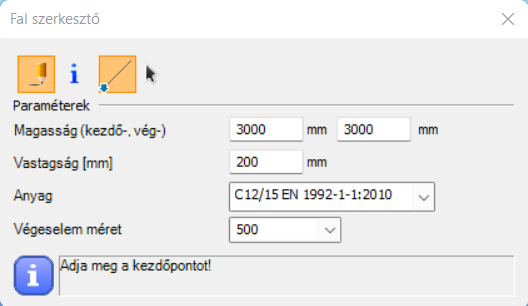 Fal szerkesztő
Paraméterek
Magasság (kezdő-, vég-) 3000 mm 3000 mm
Vastagság [mm] 200 mm
Anyag C12/15 EN 1992-1-1:2010
Végeselem méret 500
Adja meg a kezdőpontot!